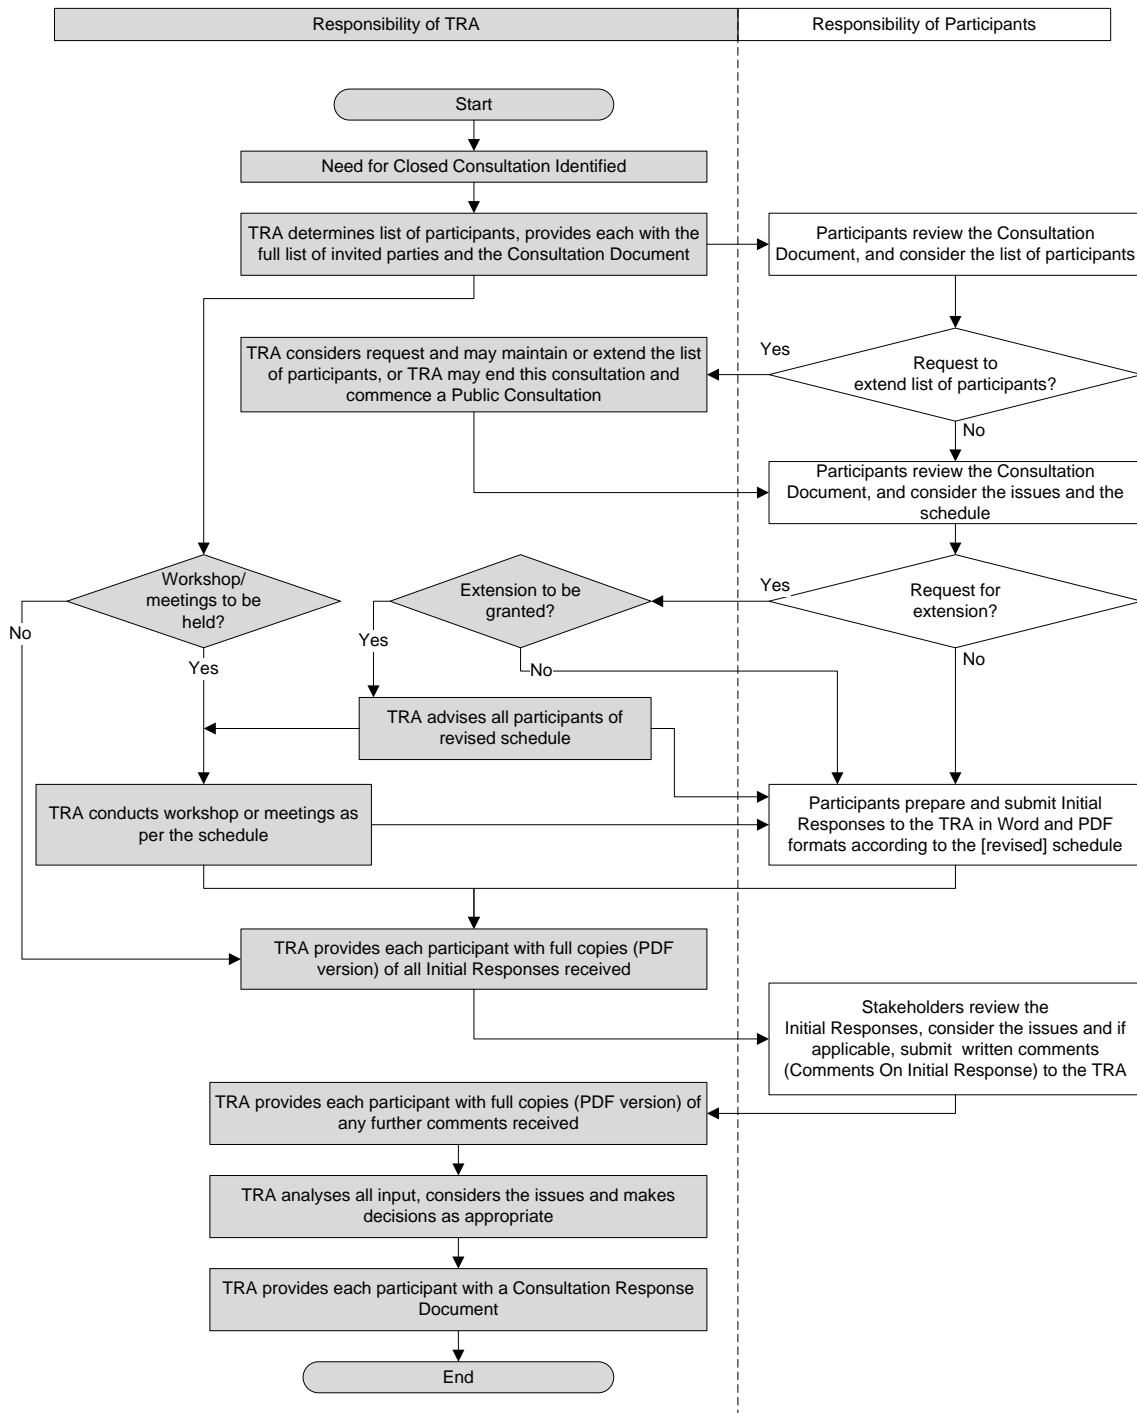 Responsibility of TRA
Responsibility of Participants
Start
Need for Closed Consultation Identified
TRA determines list of participants, provides each with the
full list of invited parties and the Consultation Document
Participants review the Consultation
Document, and consider the list of participants
Yes
Request to
extend list of participants?
TRA considers request and may maintain or extend the list
of participants, or TRA may end this consultation and
commence a Public Consultation
No
Participants review the Consultation
Document, and consider the issues and the
schedule
Workshop/
meetings to be
held?
Extension to be
granted?
Yes
Request for
extension?
No
Yes
Yes
No
No
TRA advises all participants of
revised schedule
TRA conducts workshop or meetings as
per the schedule
Participants prepare and submit Initial
Responses to the TRA in Word and PDF
formats according to the [revised] schedule
TRA provides each participant with full copies (PDF
version) of all Initial Responses received
Stakeholders review the
Initial Responses, consider the issues and if
applicable, submit  written comments
(Comments On Initial Response) to the TRA
TRA provides each participant with full copies (PDF version) of
any further comments received
TRA analyses all input, considers the issues and makes
decisions as appropriate
TRA provides each participant with a Consultation Response
Document
End